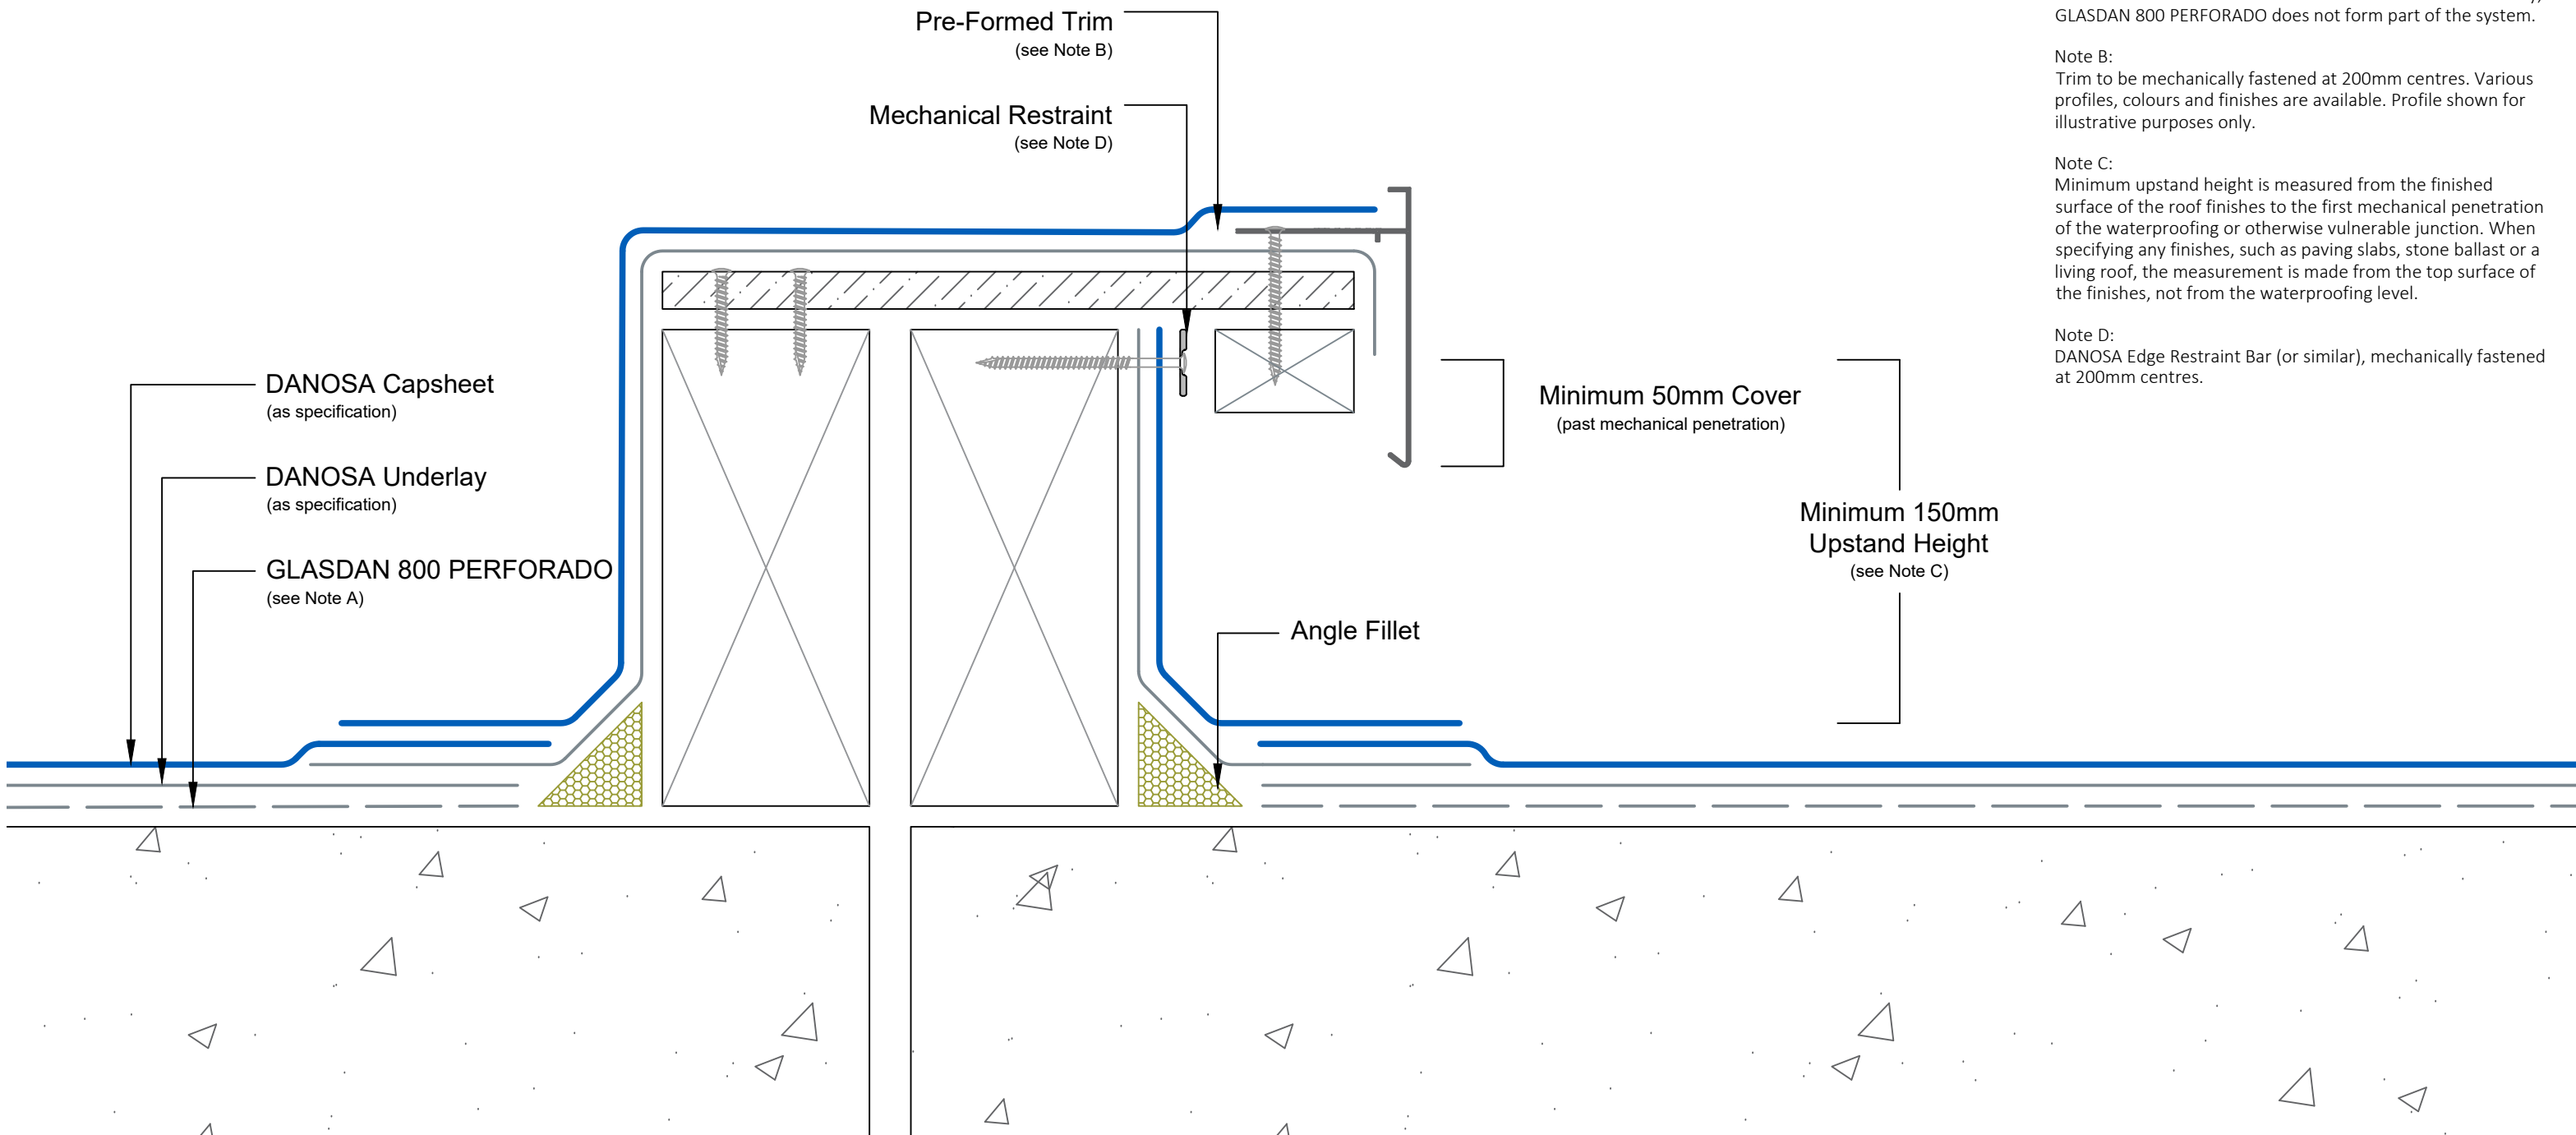 Pre-Formed Trim
(see Note B)
Mechanical Restraint
(see Note D)
DANOSA Capsheet
(as specification)
DANOSA Underlay
(as specification)
GLASDAN 800 PERFORADO
(see Note A)
Minimum 50mm Cover
(past mechanical penetration)
Minimum 150mm
Upstand Height
(see Note C)
Angle Fillet
GLASDAN 800 PERFORADO does not form part of the system.
Note B:
Trim to be mechanically fastened at 200mm centres. Various
profiles, colours and finishes are available. Profile shown for
illustrative purposes only.
Note C:
Minimum upstand height is measured from the finished
surface of the roof finishes to the first mechanical penetration
of the waterproofing or otherwise vulnerable junction. When
specifying any finishes, such as paving slabs, stone ballast or a
living roof, the measurement is made from the top surface of
the finishes, not from the waterproofing level.
Note D:
DANOSA Edge Restraint Bar (or similar), mechanically fastened
at 200mm centres.